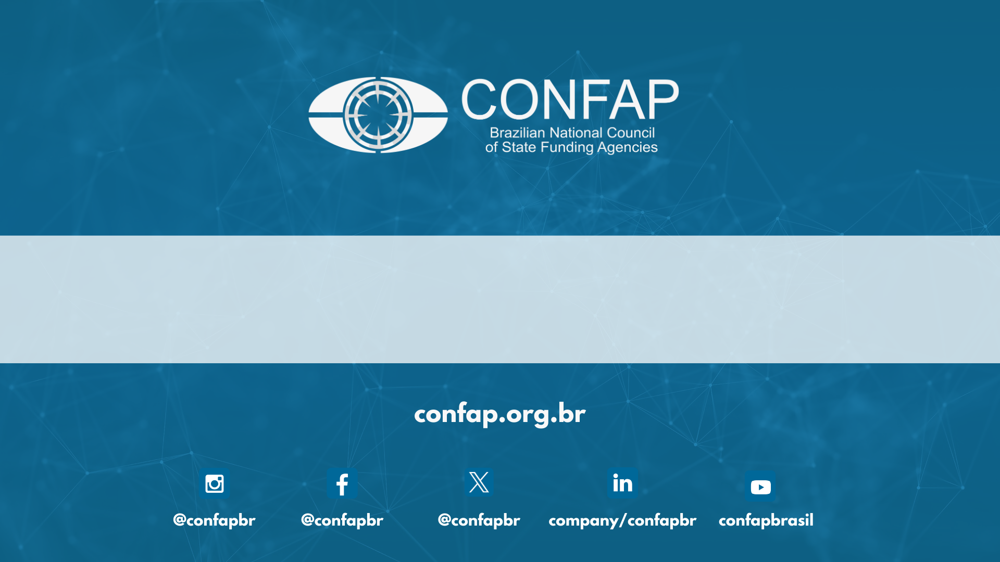 CONFAP
Brazilian National Council
of State Funding Agencies
confap.org.br
@confapbr
@confapbr
@confapbr
company/confapbr
confapbrasil